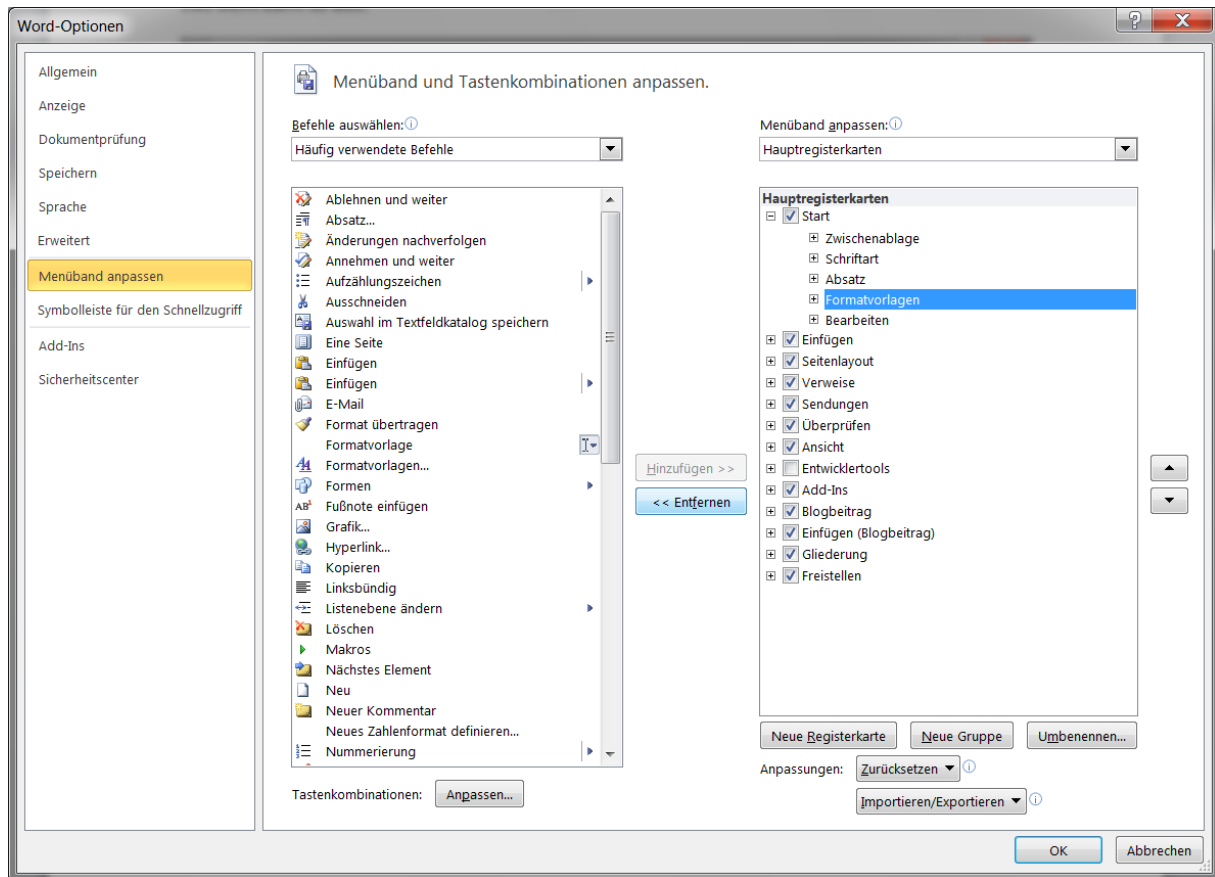 Word-Optionen
Allgemein
Anzeige
Dokumentprüfung
Speichern
Sprache
Erweitert
Menüband anpassen
Symbolleiste für den Schnellzugriff
Add-Ins
Sicherheitscenter
Menüband und Tastenkombinationen anpassen.
Befehle auswählen:
Häufig verwendete Befehle
Ablehnen und weiter
Absatz...
Änderungen nachverfolgen
Annehmen und weiter
Aufzählungszeichen
Ausschneiden
Auswahl im Textfeldkatalog speichern
Eine Seite
Einfügen
Einfügen
E-Mail
Format übertragen
Formatvorlage
Formatvorlagen...
Formen
Fußnote einfügen
Grafik...
Hyperlink...
Kopieren
Linksbündig
Listenebene ändern
Löschen
Makros
Nächstes Element
Neu
Neuer Kommentar
Neues Zahlenformat definieren...
Nummerierung
Tastenkombinationen: Anpassen...
Hinzufügen >>
<< Entfernen
Menüband anpassen:
Hauptregisterkarten
Hauptregisterkarten
Start
Zwischenablage
Schriftart
Absatz
Formatvorlagen
Bearbeiten
Einfügen
Seitenlayout
Verweise
Sendungen
Überprüfen
Ansicht
Entwicklertools
Add-Ins
Blogbeitrag
Einfügen (Blogbeitrag)
Gliederung
Freistellen
Neue Registerkarte Neue Gruppe Umbenennen...
Anpassungen: Zurücksetzen
Importieren/Exportieren
OK Abbrechen